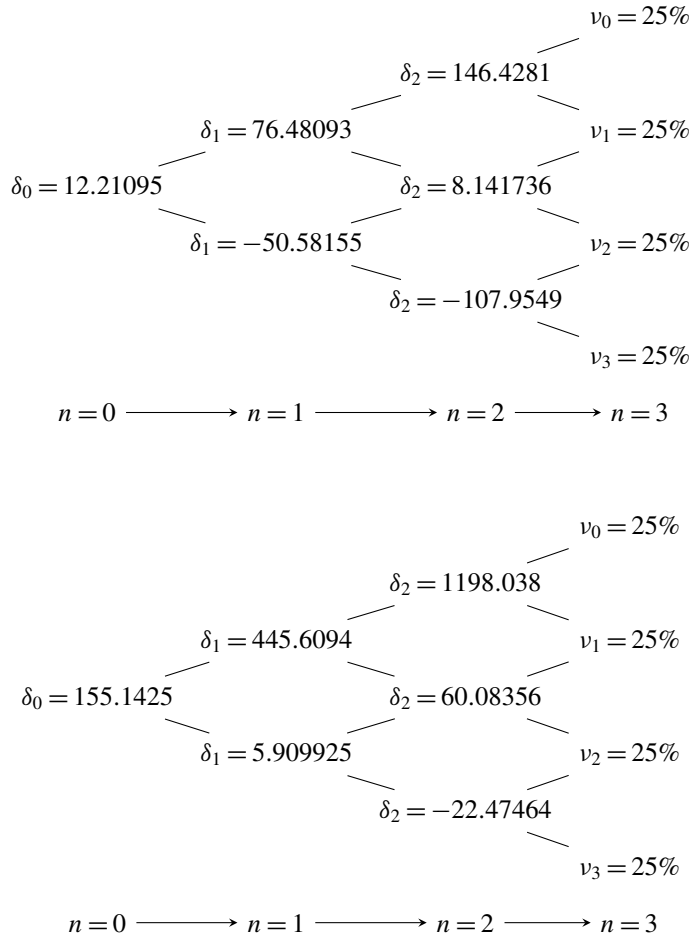 ν₀ = 25%
δ₂ = 146.4281
δ₁ = 76.48093
ν₁ = 25%
δ₀ = 12.21095
δ₂ = 8.141736
δ₁ = −50.58155
ν₂ = 25%
δ₂ = −107.9549
ν₃ = 25%
n = 0 → n = 1 → n = 2 → n = 3
ν₀ = 25%
δ₂ = 1198.038
δ₁ = 445.6094
ν₁ = 25%
δ₀ = 155.1425
δ₂ = 60.08356
δ₁ = 5.909925
ν₂ = 25%
δ₂ = −22.47464
ν₃ = 25%
n = 0 → n = 1 → n = 2 → n = 3